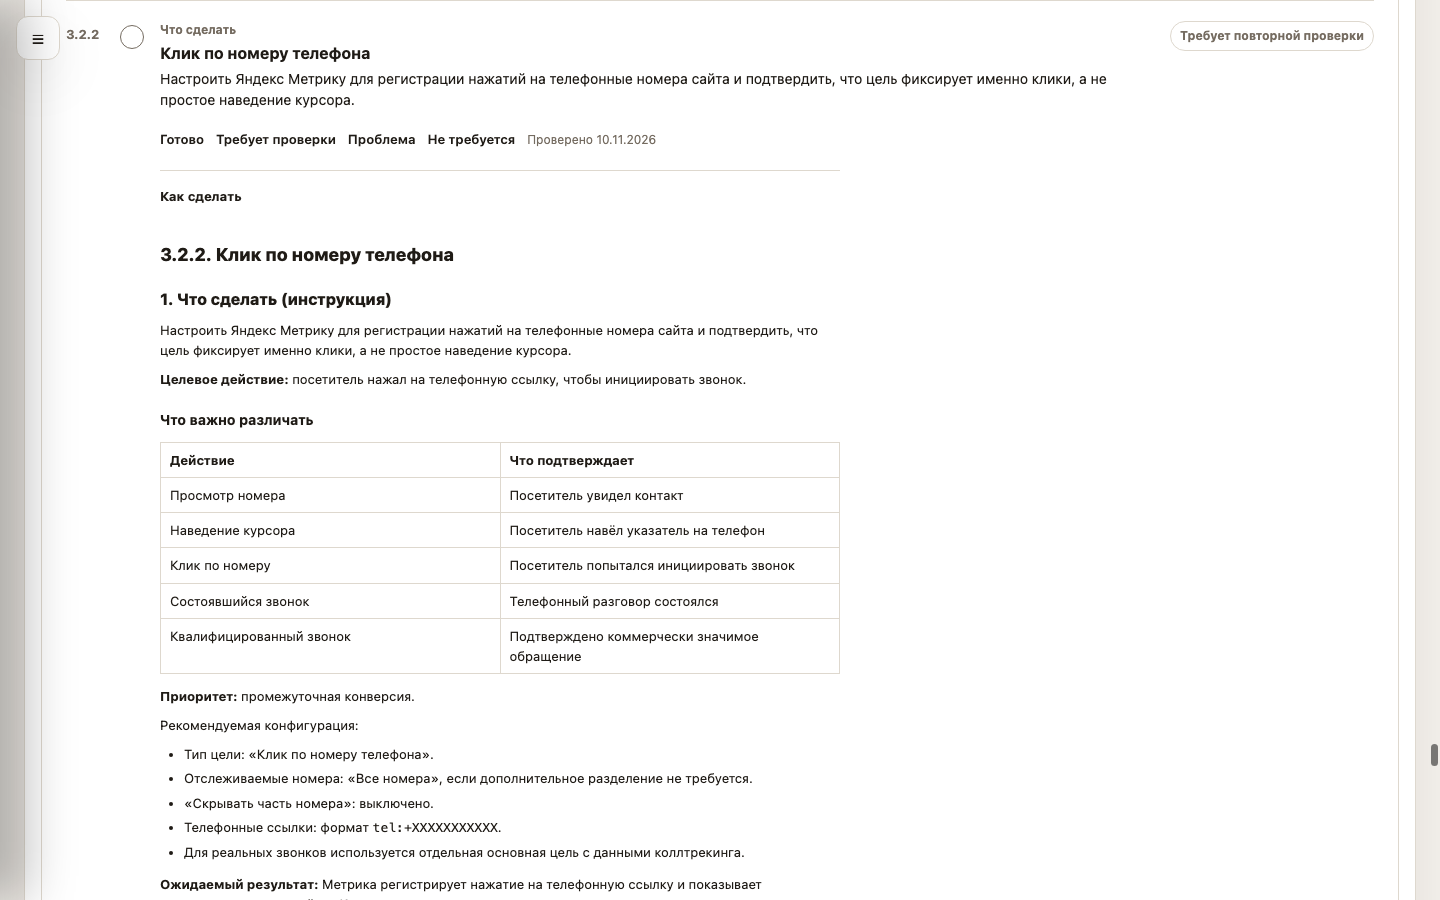 3.2.2
Что сделать
Требует повторной проверки
Клик по номеру телефона
Настроить Яндекс Метрику для регистрации нажатий на телефонные номера сайта и подтвердить, что цель фиксирует именно клики, а не
простое наведение курсора.
Готово Требует проверки Проблема Не требуется Проверено 10.11.2026
Как сделать
3.2.2. Клик по номеру телефона
1. Что сделать (инструкция)
Настроить Яндекс Метрику для регистрации нажатий на телефонные номера сайта и подтвердить, что
цель фиксирует именно клики, а не простое наведение курсора.
Целевое действие: посетитель нажал на телефонную ссылку, чтобы инициировать звонок.
Что важно различать
Действие Что подтверждает
Просмотр номера Посетитель увидел контакт
Наведение курсора Посетитель навёл указатель на телефон
Клик по номеру Посетитель попытался инициировать звонок
Состоявшийся звонок Телефонный разговор состоялся
Квалифицированный звонок Подтверждено коммерчески значимое
обращение
Приоритет: промежуточная конверсия.
Рекомендуемая конфигурация:
• Тип цели: «Клик по номеру телефона».
• Отслеживаемые номера: «Все номера», если дополнительное разделение не требуется.
• «Скрывать часть номера»: выключено.
• Телефонные ссылки: формат tel:+XXXXXXXXXXX.
• Для реальных звонков используется отдельная основная цель с данными коллтрекинга.
Ожидаемый результат: Метрика регистрирует нажатие на телефонную ссылку и показывает